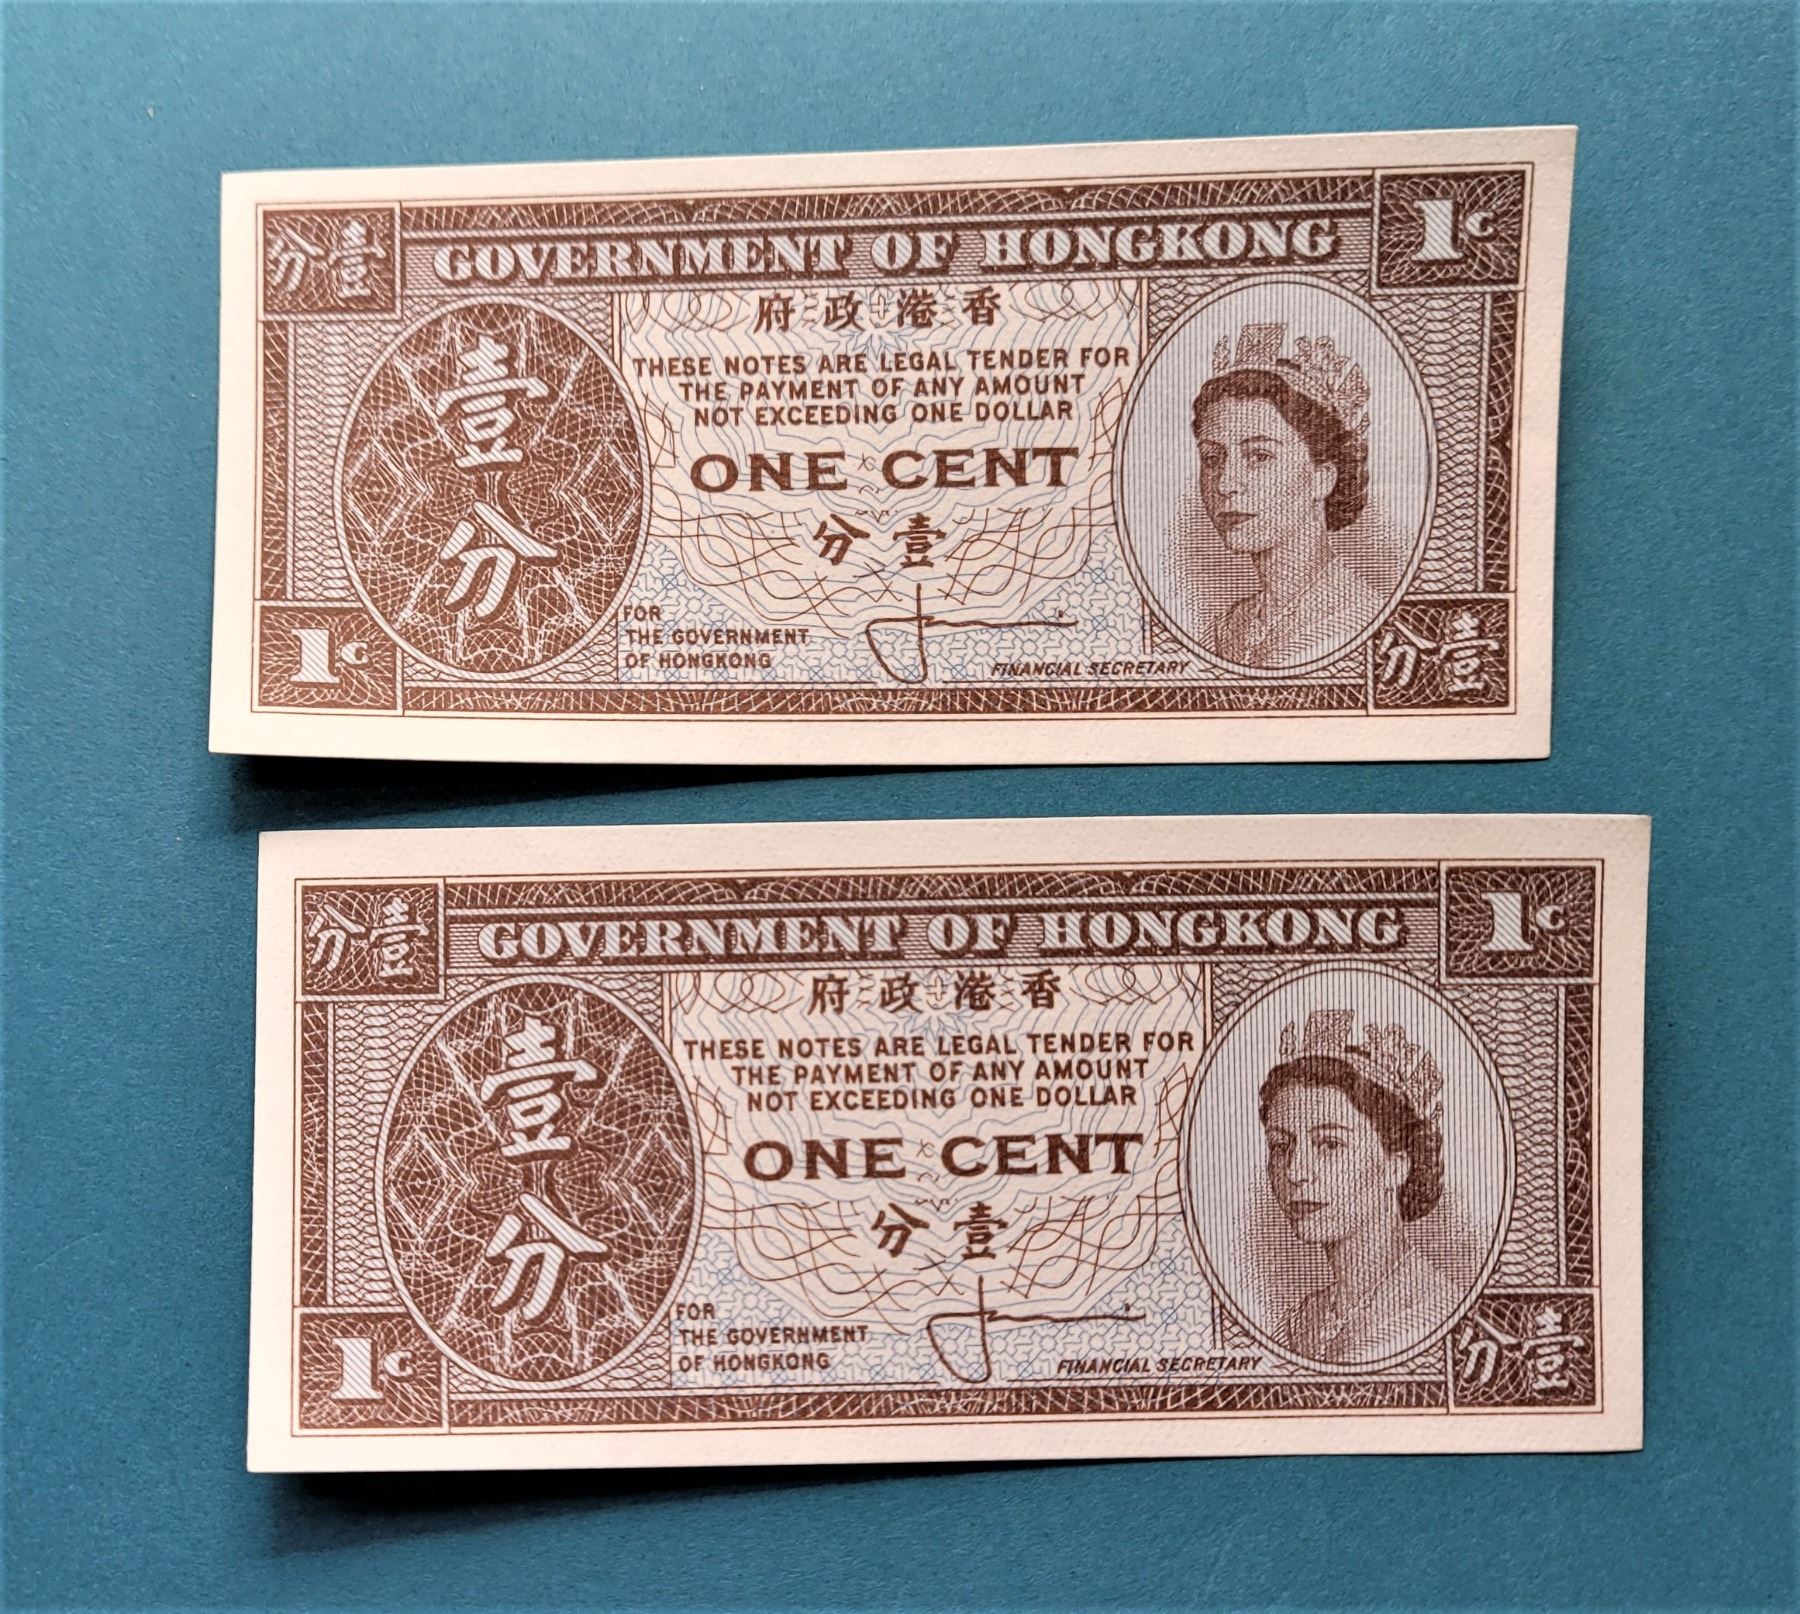 分壹
GOVERNMENT OF HONGKONG
1C
府政港香
THESE NOTES ARE LEGAL TENDER FOR
THE PAYMENT OF ANY AMOUNT
NOT EXCEEDING ONE DOLLAR
壹
分
ONE CENT
分壹
FOR
THE GOVERNMENT
OF HONGKONG
FINANCIAL SECRETARY
1C
分壹
分壹
GOVERNMENT OF HONGKONG
1C
府政港香
THESE NOTES ARE LEGAL TENDER FOR
THE PAYMENT OF ANY AMOUNT
NOT EXCEEDING ONE DOLLAR
壹
分
ONE CENT
分壹
FOR
THE GOVERNMENT
OF HONGKONG
FINANCIAL SECRETARY
1C
分壹